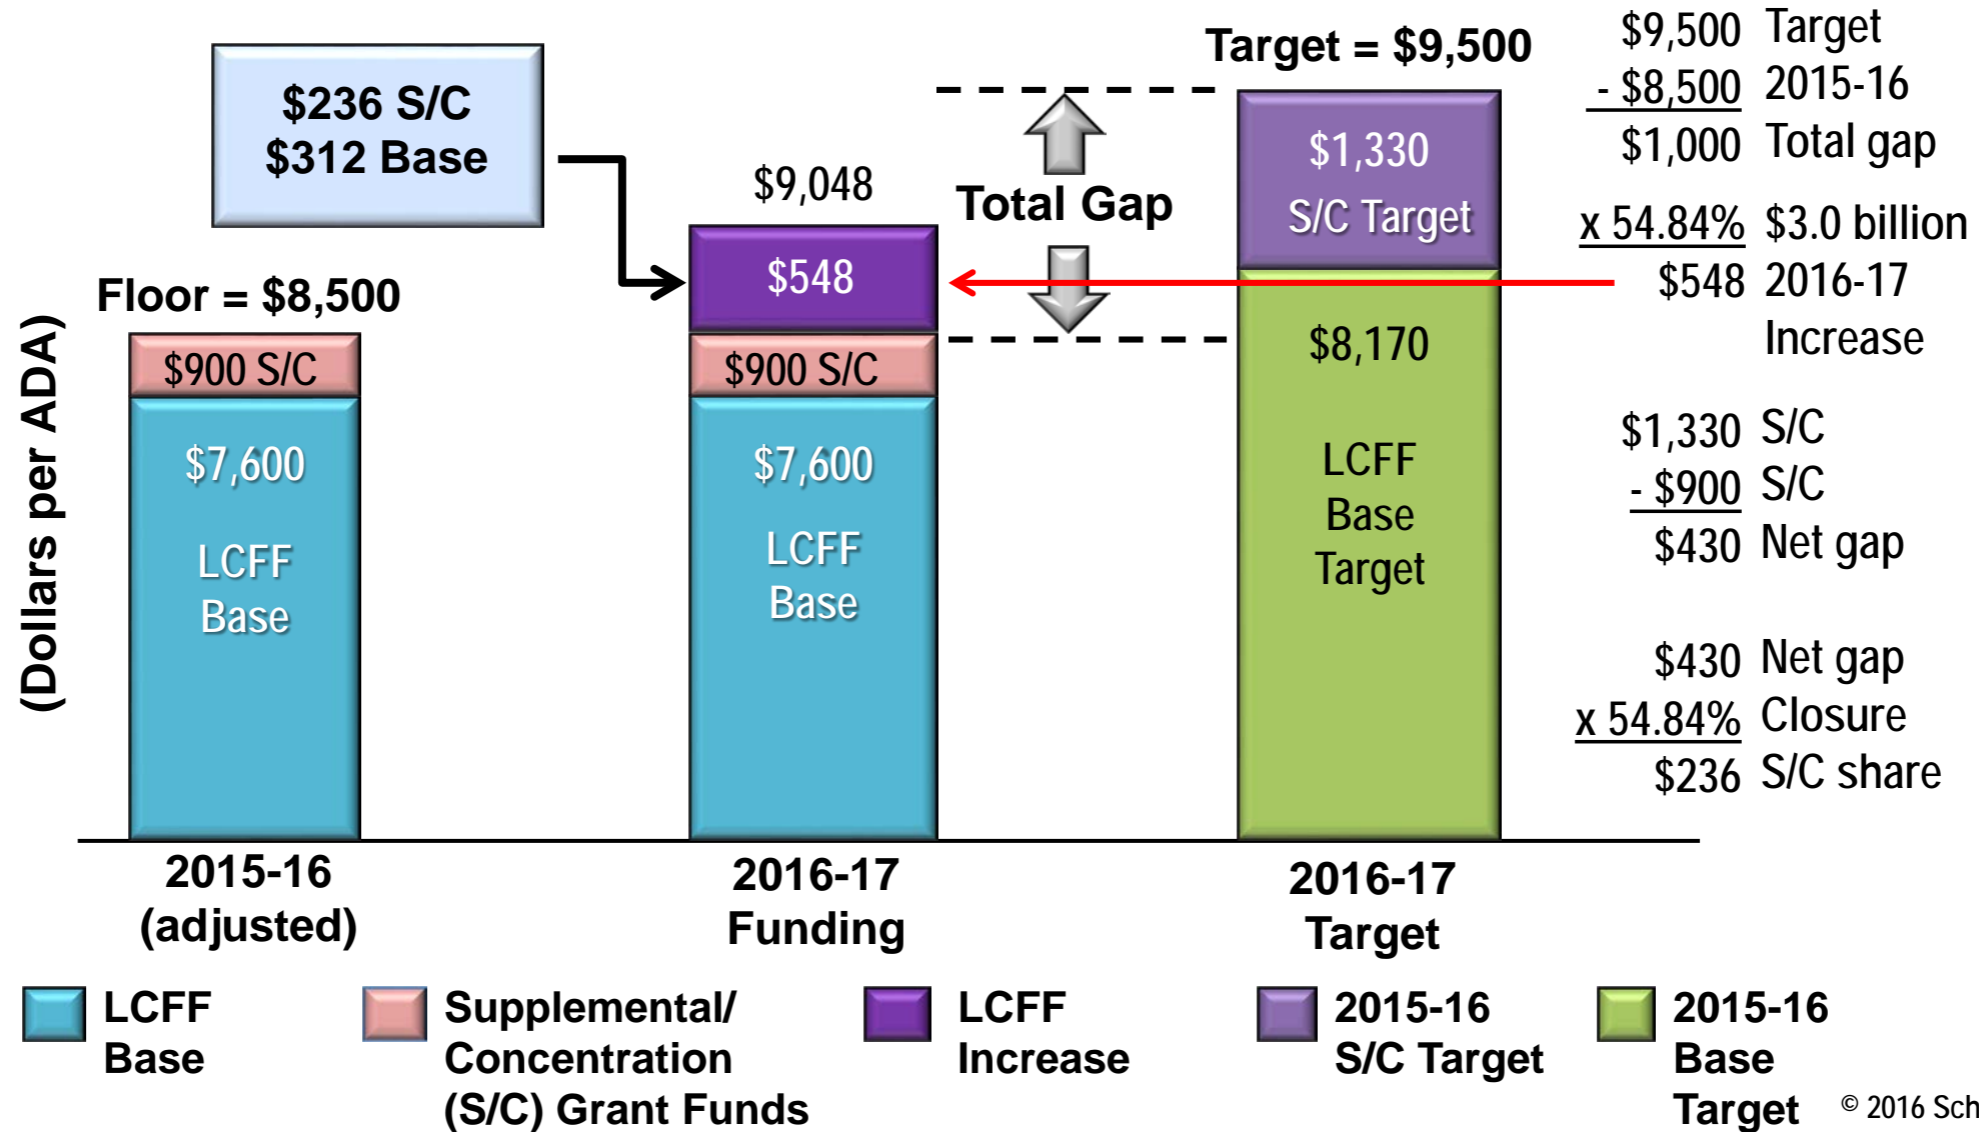 $236 S/C
$312 Base
Floor = $8,500
$900 S/C
$7,600
LCFF
Base
$9,048
$548
$900 S/C
$7,600
LCFF
Base
Total Gap
Target = $9,500
$1,330
S/C Target
$8,170
LCFF
Base
Target
$9,500 Target
- $8,500 2015-16
$1,000 Total gap
x 54.84% $3.0 billion
$548 2016-17
Increase
$1,330 S/C
- $900 S/C
$430 Net gap
$430 Net gap
x 54.84% Closure
$236 S/C share
(Dollars per ADA)
2015-16
(adjusted)
2016-17
Funding
2016-17
Target
LCFF
Base
Supplemental/
Concentration
(S/C) Grant Funds
LCFF
Increase
2015-16
S/C Target
2015-16
Base
Target
© 2016 Sch